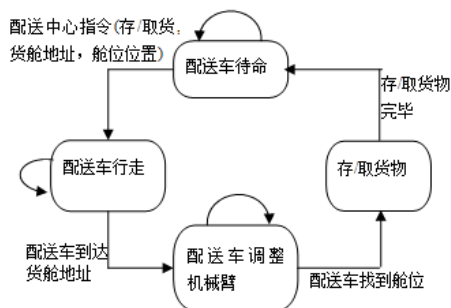 配送中心指令(存/取货,
货舱地址，舱位位置)
配送车待命
存/取货物
完毕
配送车行走
存/取货物
配送车到达
货舱地址
配送车调整
机械臂
配送车找到舱位